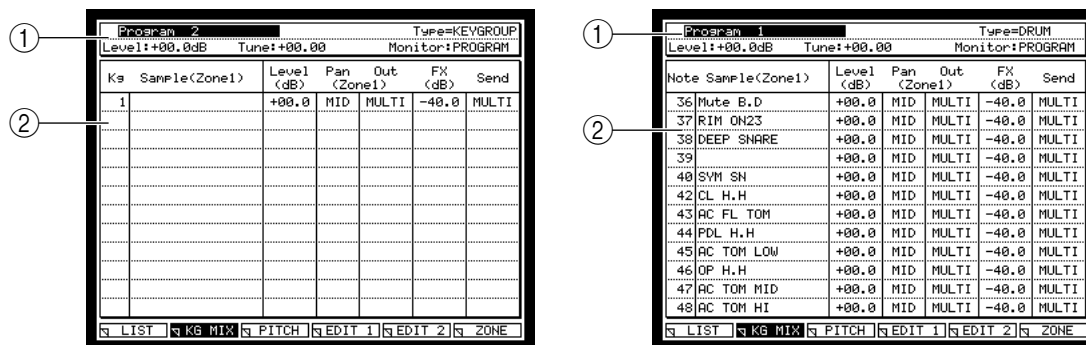 ①
Program 2 Type=KEYGROUP
Level:+00.0dB Tune:+00.00 Monitor:PROGRAM
Kg Sample(Zone1) Level (dB) Pan Out (Zone1) FX (dB) Send
②
1 +00.0 MID MULTI -40.0 MULTI
LIST KG MIX PITCH EDIT 1 EDIT 2 ZONE
①
Program 1 Type=DRUM
Level:+00.0dB Tune:+00.00 Monitor:PROGRAM
Note Sample(Zone1) Level (dB) Pan Out (Zone1) FX (dB) Send
②
36 Mute B.D +00.0 MID MULTI -40.0 MULTI
37 RIM ON23 +00.0 MID MULTI -40.0 MULTI
38 DEEP SNARE +00.0 MID MULTI -40.0 MULTI
39 +00.0 MID MULTI -40.0 MULTI
40 SYM SN +00.0 MID MULTI -40.0 MULTI
42 CL H.H +00.0 MID MULTI -40.0 MULTI
43 AC FL TOM +00.0 MID MULTI -40.0 MULTI
44 PDL H.H +00.0 MID MULTI -40.0 MULTI
45 AC TOM LOW +00.0 MID MULTI -40.0 MULTI
46 OP H.H +00.0 MID MULTI -40.0 MULTI
47 AC TOM MID +00.0 MID MULTI -40.0 MULTI
48 AC TOM HI +00.0 MID MULTI -40.0 MULTI
LIST KG MIX PITCH EDIT 1 EDIT 2 ZONE